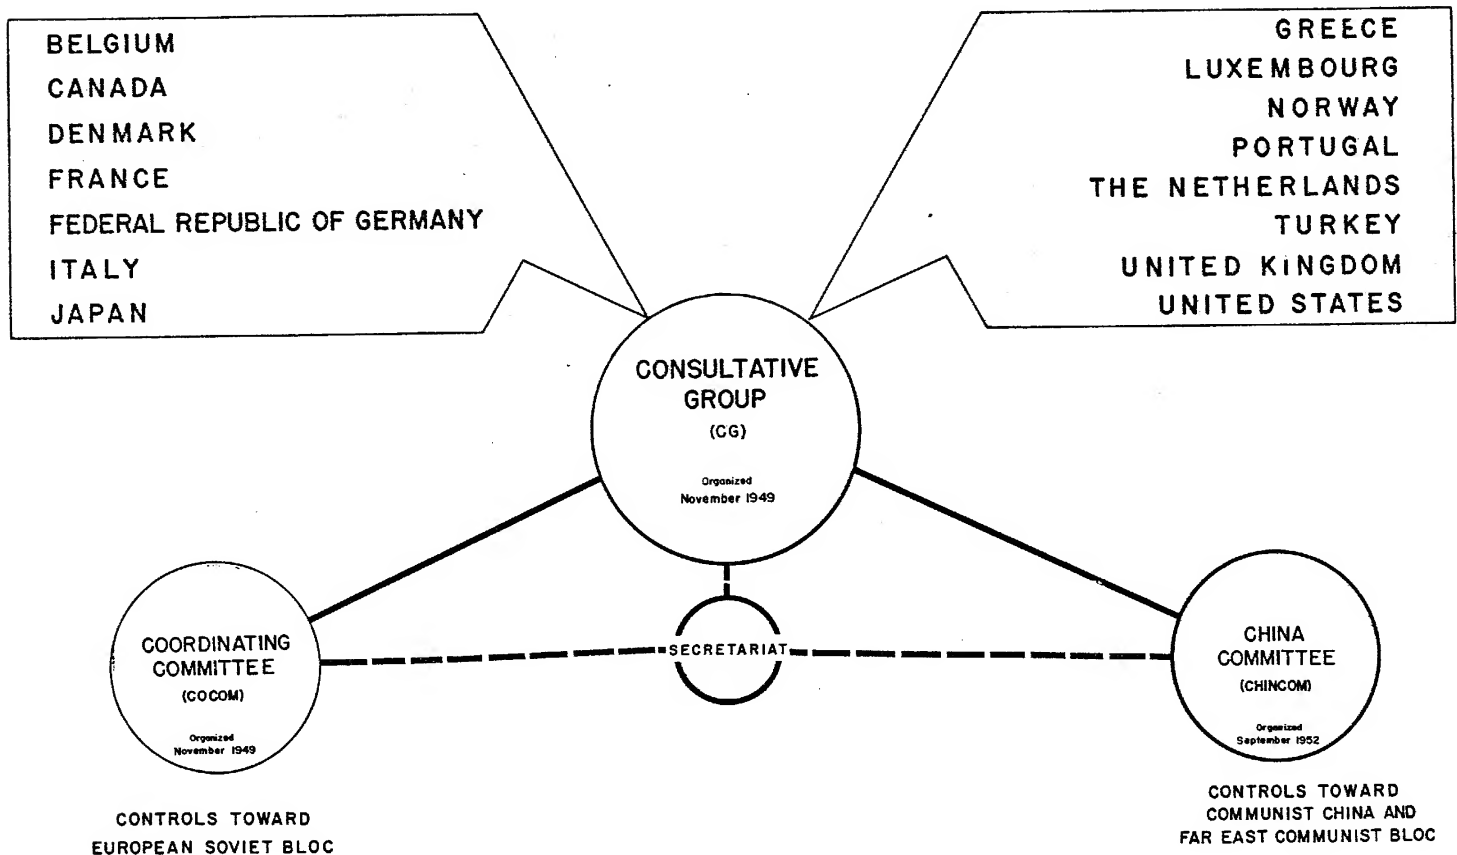 BELGIUM
CANADA
DENMARK
FRANCE
FEDERAL REPUBLIC OF GERMANY
ITALY
JAPAN
GREECE
LUXEMBOURG
NORWAY
PORTUGAL
THE NETHERLANDS
TURKEY
UNITED KINGDOM
UNITED STATES
CONSULTATIVE
GROUP
(CG)
Organized
November 1949
COORDINATING
COMMITTEE
(COCOM)
Organized
November 1949
SECRETARIAT
CHINA
COMMITTEE
(CHINCOM)
Organized
September 1952
CONTROLS TOWARD
EUROPEAN SOVIET BLOC
CONTROLS TOWARD
COMMUNIST CHINA AND
FAR EAST COMMUNIST BLOC